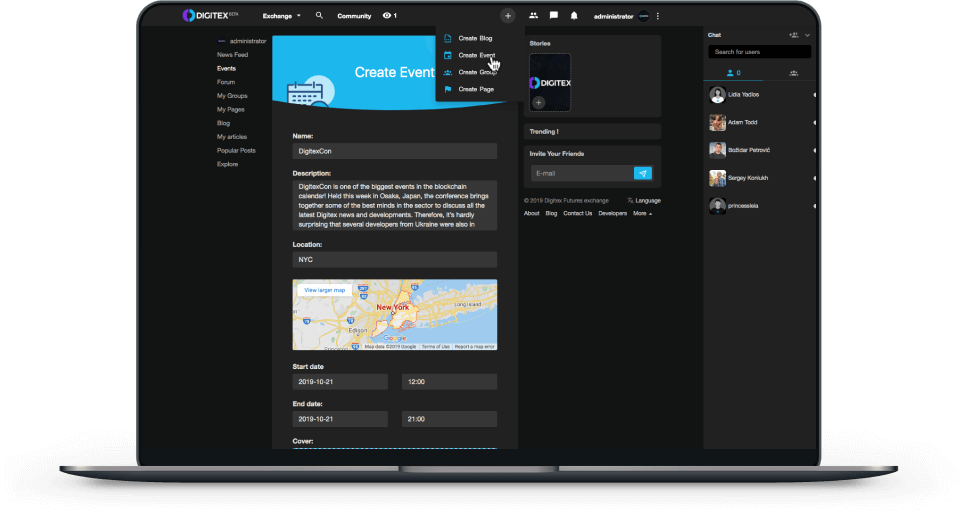 DIGITEX BETA
Exchange
Community
1
administrator
Create Blog
Create Event
Create Group
Create Page
administrator
News Feed
Events
Forum
My Groups
My Pages
Blog
My articles
Popular Posts
Explore
Create Event
Name:
DigitexCon
Description:
DigitexCon is one of the biggest events in the blockchain
calendar! Held this week in Osaka, Japan, the conference brings
together some of the best minds in the sector to discuss all the
latest Digitex news and developments. Therefore, it's hardly
surprising that several developers from Ukraine were also in
Location:
NYC
View larger map
New York
Long Island
Edison
Princeton
Google
Map data ©2019 Google
Terms of Use
Report a map error
Start date
2019-10-21
12:00
End date:
2019-10-21
21:00
Cover:
Stories
DIGITEX
Trending !
Invite Your Friends
E-mail
© 2019 Digitex Futures exchange
Language
About Blog Contact Us Developers More
Chat
Search for users
0
Lidia Yadlos
Adam Todd
Božidar Petrović
Sergey Koniukh
princessleia